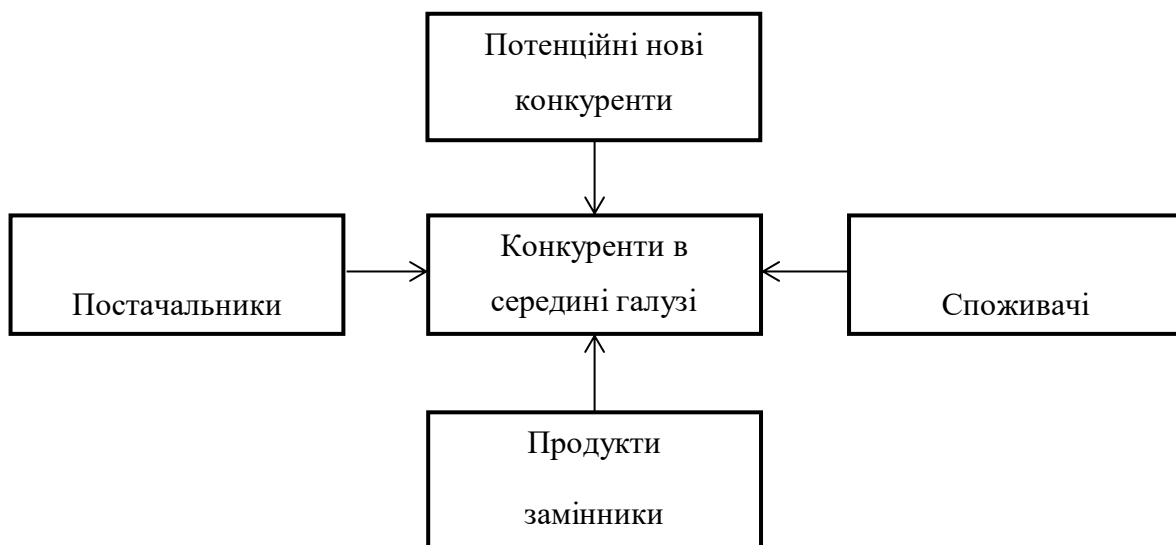 Потенційні нові
конкуренти
Постачальники
Конкуренти в
середині галузі
Споживачі
Продукти
замінники